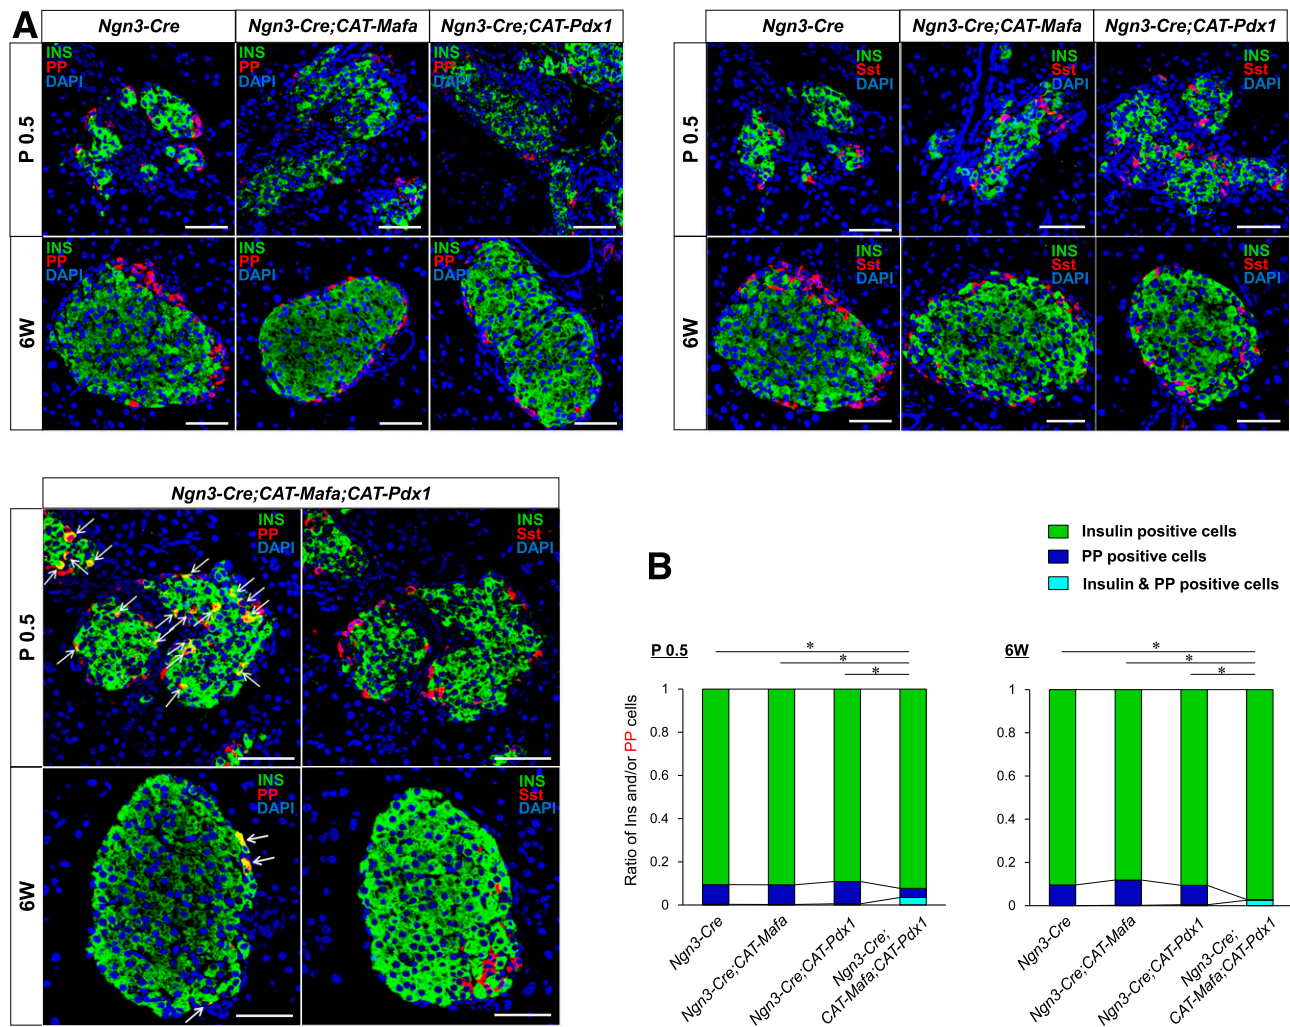 A
Ngn3-Cre
Ngn3-Cre;CAT-Mafa
Ngn3-Cre;CAT-Pdx1
P 0.5
INS
PP
DAPI
INS
PP
DAPI
INS
PP
DAPI
6W
INS
PP
DAPI
INS
PP
DAPI
INS
PP
DAPI
Ngn3-Cre
Ngn3-Cre;CAT-Mafa
Ngn3-Cre;CAT-Pdx1
P 0.5
INS
Sst
DAPI
INS
Sst
DAPI
INS
Sst
DAPI
6W
INS
Sst
DAPI
INS
Sst
DAPI
INS
Sst
DAPI
Ngn3-Cre;CAT-Mafa;CAT-Pdx1
P 0.5
INS
PP
DAPI
INS
Sst
DAPI
6W
INS
PP
DAPI
INS
Sst
DAPI
B
Insulin positive cells
PP positive cells
Insulin & PP positive cells
P 0.5
*
*
*
Ratio of Ins and/or PP cells
1
0.8
0.6
0.4
0.2
0
Ngn3-Cre
Ngn3-Cre;CAT-Mafa
Ngn3-Cre;CAT-Pdx1
Ngn3-Cre;
CAT-Mafa;CAT-Pdx1
6W
*
*
*
1
0.8
0.6
0.4
0.2
0
Ngn3-Cre
Ngn3-Cre;CAT-Mafa
Ngn3-Cre;CAT-Pdx1
Ngn3-Cre;
CAT-Mafa;CAT-Pdx1